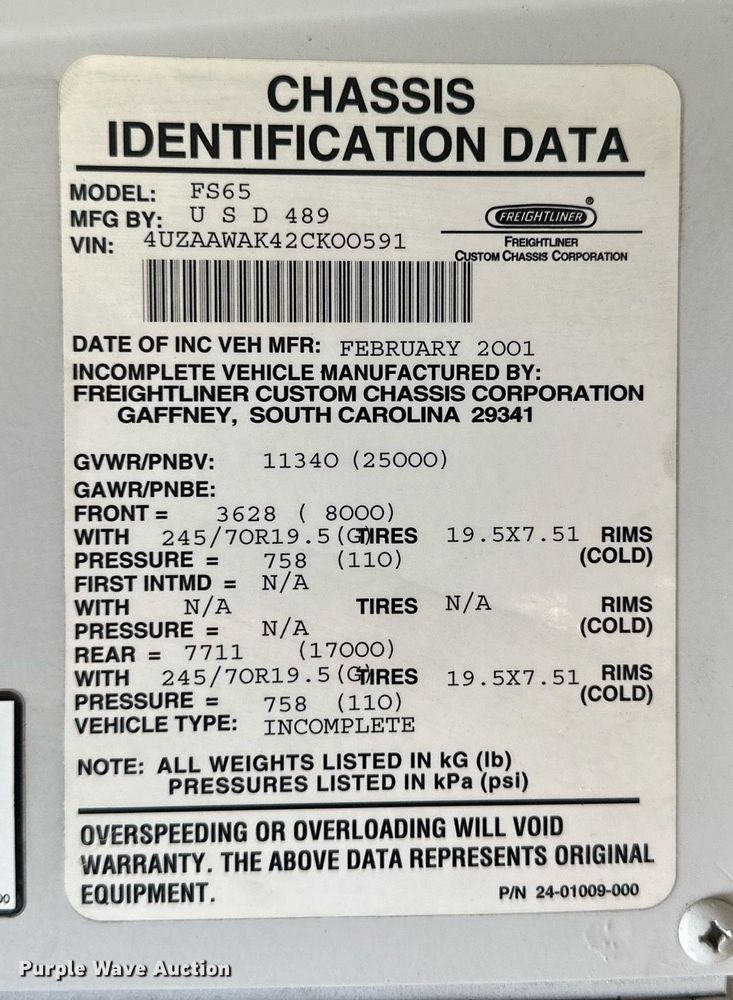 CHASSIS
IDENTIFICATION DATA
MODEL: FS65
MFG BY: U S D 489
VIN: 4UZAAWAK42CK00591
FREIGHTLINER®
FREIGHTLINER
CUSTOM CHASSIS CORPORATION
DATE OF INC VEH MFR: FEBRUARY 2001
INCOMPLETE VEHICLE MANUFACTURED BY:
FREIGHTLINER CUSTOM CHASSIS CORPORATION
GAFFNEY, SOUTH CAROLINA 29341
GVWR/PNBV: 11340 (25000)
GAWR/PNBE:
FRONT = 3628 ( 8000)
WITH 245/70R19.5(G) TIRES 19.5X7.51 RIMS
PRESSURE = 758 (110) (COLD)
FIRST INTMD = N/A
WITH N/A TIRES N/A RIMS
PRESSURE = N/A (COLD)
REAR = 7711 (17000)
WITH 245/70R19.5(G) TIRES 19.5X7.51 RIMS
PRESSURE = 758 (110) (COLD)
VEHICLE TYPE: INCOMPLETE
NOTE: ALL WEIGHTS LISTED IN kG (lb)
PRESSURES LISTED IN kPa (psi)
OVERSPEEDING OR OVERLOADING WILL VOID
WARRANTY. THE ABOVE DATA REPRESENTS ORIGINAL
EQUIPMENT. P/N 24-01009-000
Purple Wave Auction